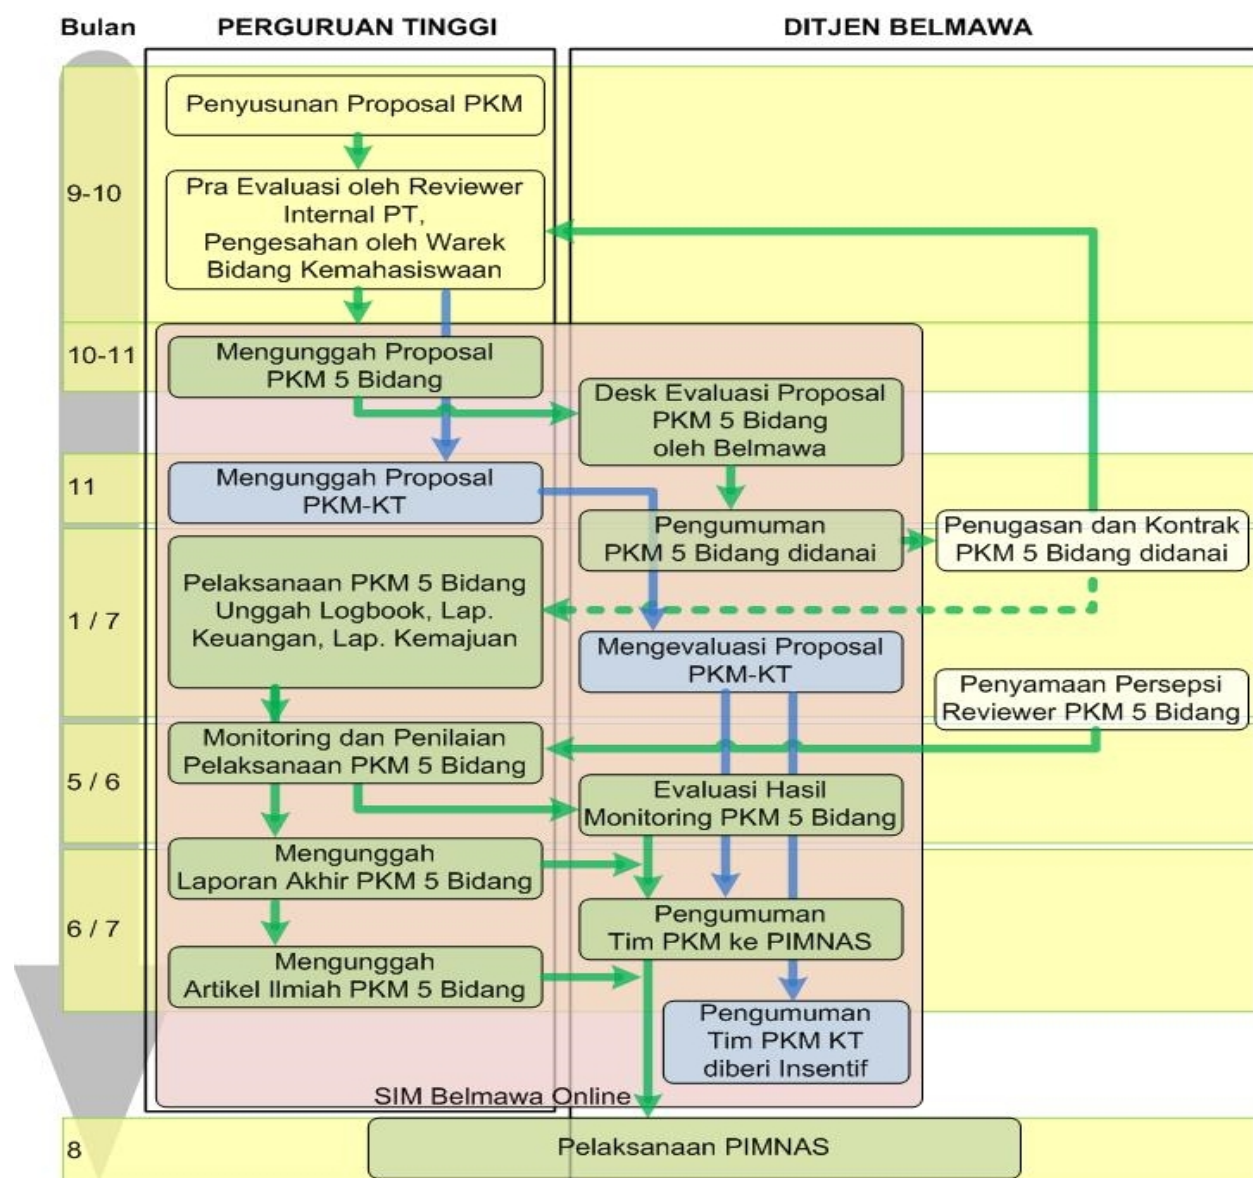 Bulan
PERGURUAN TINGGI
DITJEN BELMAWA
9-10
Penyusunan Proposal PKM
Pra Evaluasi oleh Reviewer
Internal PT,
Pengesahan oleh Warek
Bidang Kemahasiswaan
10-11
Mengunggah Proposal
PKM 5 Bidang
Desk Evaluasi Proposal
PKM 5 Bidang
oleh Belmawa
11
Mengunggah Proposal
PKM-KT
Pengumuman
PKM 5 Bidang didanai
Penugasan dan Kontrak
PKM 5 Bidang didanai
1 / 7
Pelaksanaan PKM 5 Bidang
Unggah Logbook, Lap.
Keuangan, Lap. Kemajuan
Mengevaluasi Proposal
PKM-KT
Penyamaan Persepsi
Reviewer PKM 5 Bidang
5 / 6
Monitoring dan Penilaian
Pelaksanaan PKM 5 Bidang
Evaluasi Hasil
Monitoring PKM 5 Bidang
6 / 7
Mengunggah
Laporan Akhir PKM 5 Bidang
Pengumuman
Tim PKM ke PIMNAS
Mengunggah
Artikel Ilmiah PKM 5 Bidang
Pengumuman
Tim PKM KT
diberi Insentif
SIM Belmawa Online
8
Pelaksanaan PIMNAS